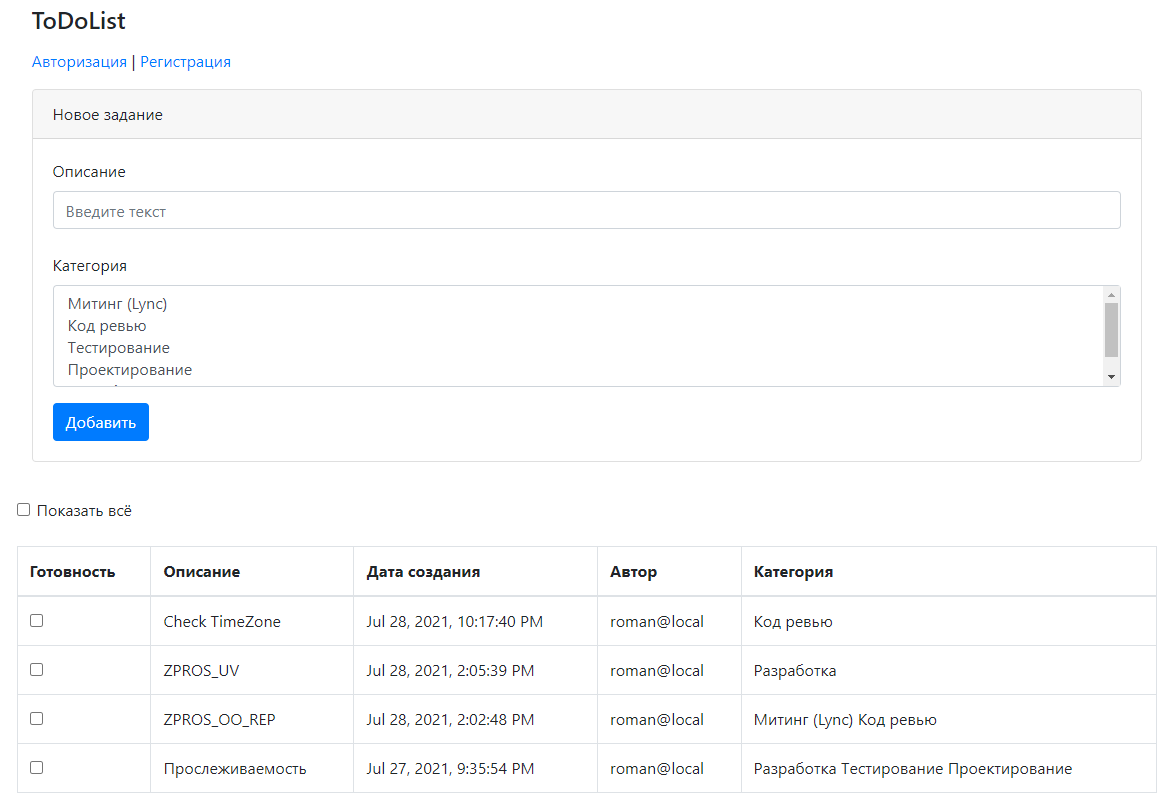 ToDoList
Авторизация | Регистрация
Новое задание
Описание
Введите текст
Категория
Митинг (Lync)
Код ревью
Тестирование
Проектирование
Добавить
Показать всё
Готовность Описание Дата создания Автор Категория
Check TimeZone Jul 28, 2021, 10:17:40 PM roman@local Код ревью
ZPROS_UV Jul 28, 2021, 2:05:39 PM roman@local Разработка
ZPROS_OO_REP Jul 28, 2021, 2:02:48 PM roman@local Митинг (Lync) Код ревью
Прослеживаемость Jul 27, 2021, 9:35:54 PM roman@local Разработка Тестирование Проектирование